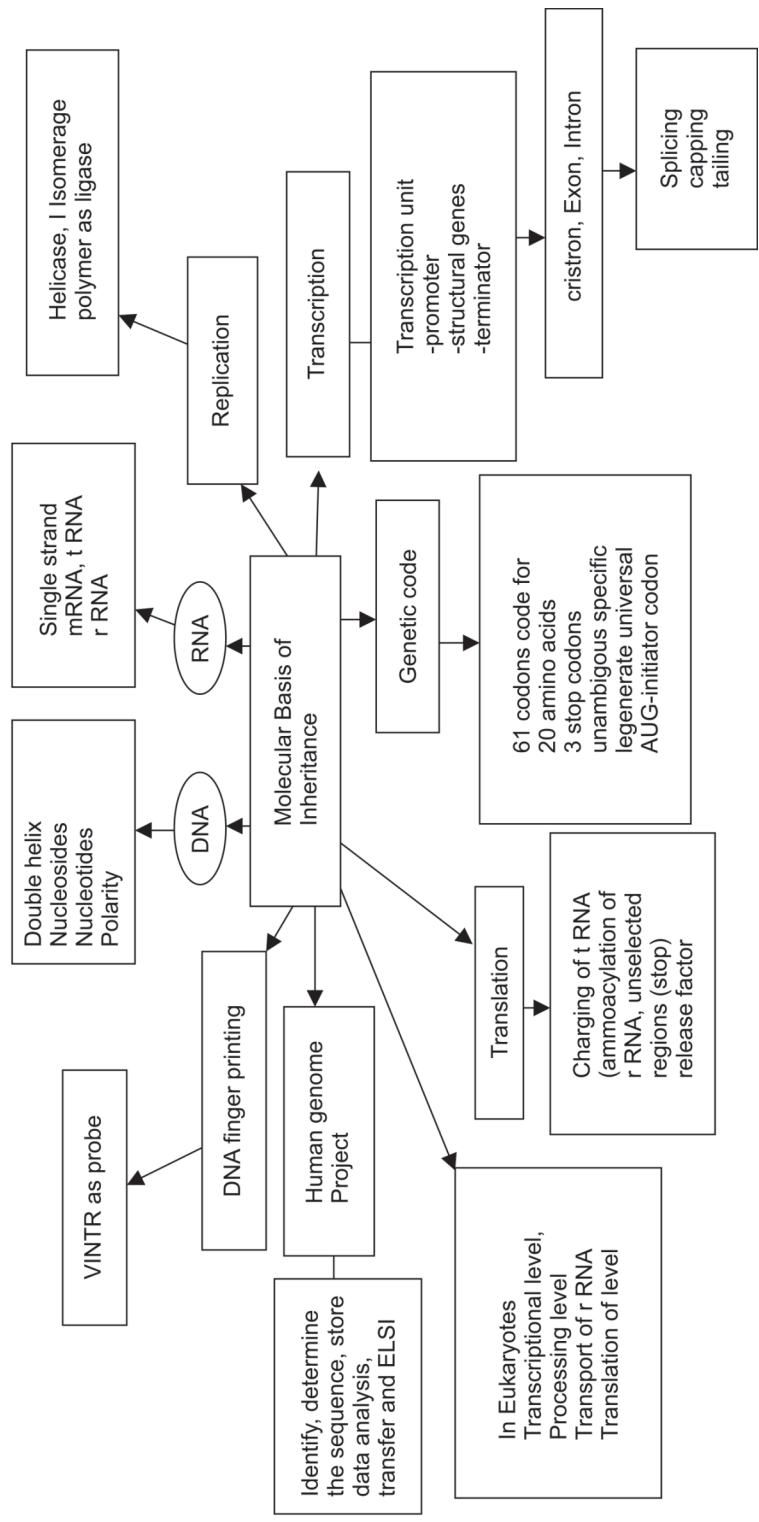 VINTR as probe
DNA finger printing
Identify, determine
the sequence, store
data analysis,
transfer and ELSI
Human genome
Project
Double helix
Nucleosides
Nucleotides
Polarity
DNA
Single strand
mRNA, t RNA
r RNA
RNA
Helicase, I Isomerage
polymer as ligase
Replication
Molecular Basis of
Inheritance
Transcription
Transcription unit
-promoter
-structural genes
-terminator
cristron, Exon, Intron
Splicing
capping
tailing
Genetic code
61 codons code for
20 amino acids
3 stop codons
unambigous specific
legenerate universal
AUG-initiator codon
Translation
Charging of t RNA
(ammoacylation of
r RNA, unselected
regions (stop)
release factor
In Eukaryotes
Transcriptional level,
Processing level
Transport of r RNA
Translation of level